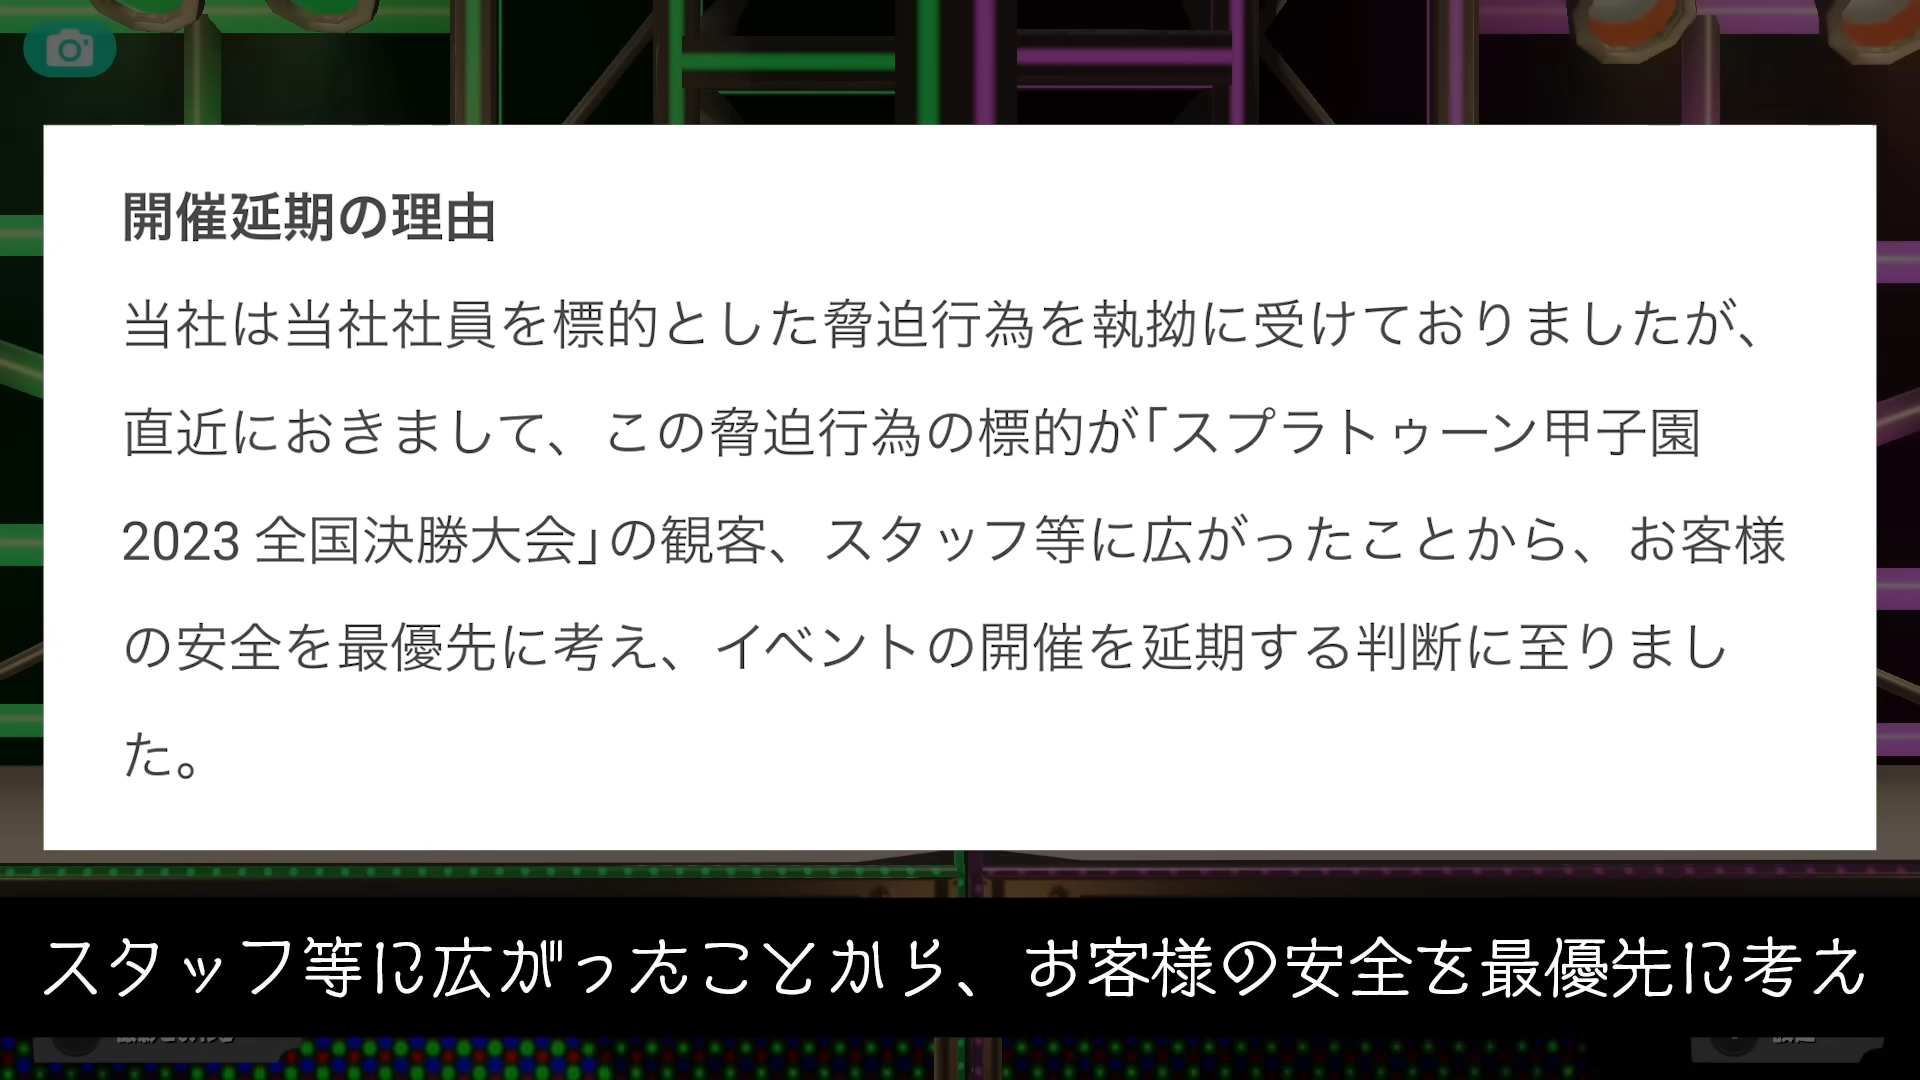 開催延期の理由
当社は当社社員を標的とした脅迫行為を執拗に受けておりましたが、
直近におきまして、この脅迫行為の標的が「スプラトゥーン甲子園
2023 全国決勝大会」の観客、スタッフ等に広がったことから、お客様
の安全を最優先に考え、イベントの開催を延期する判断に至りまし
た。
スタッフ等に広がったことから、お客様の安全を最優先に考え